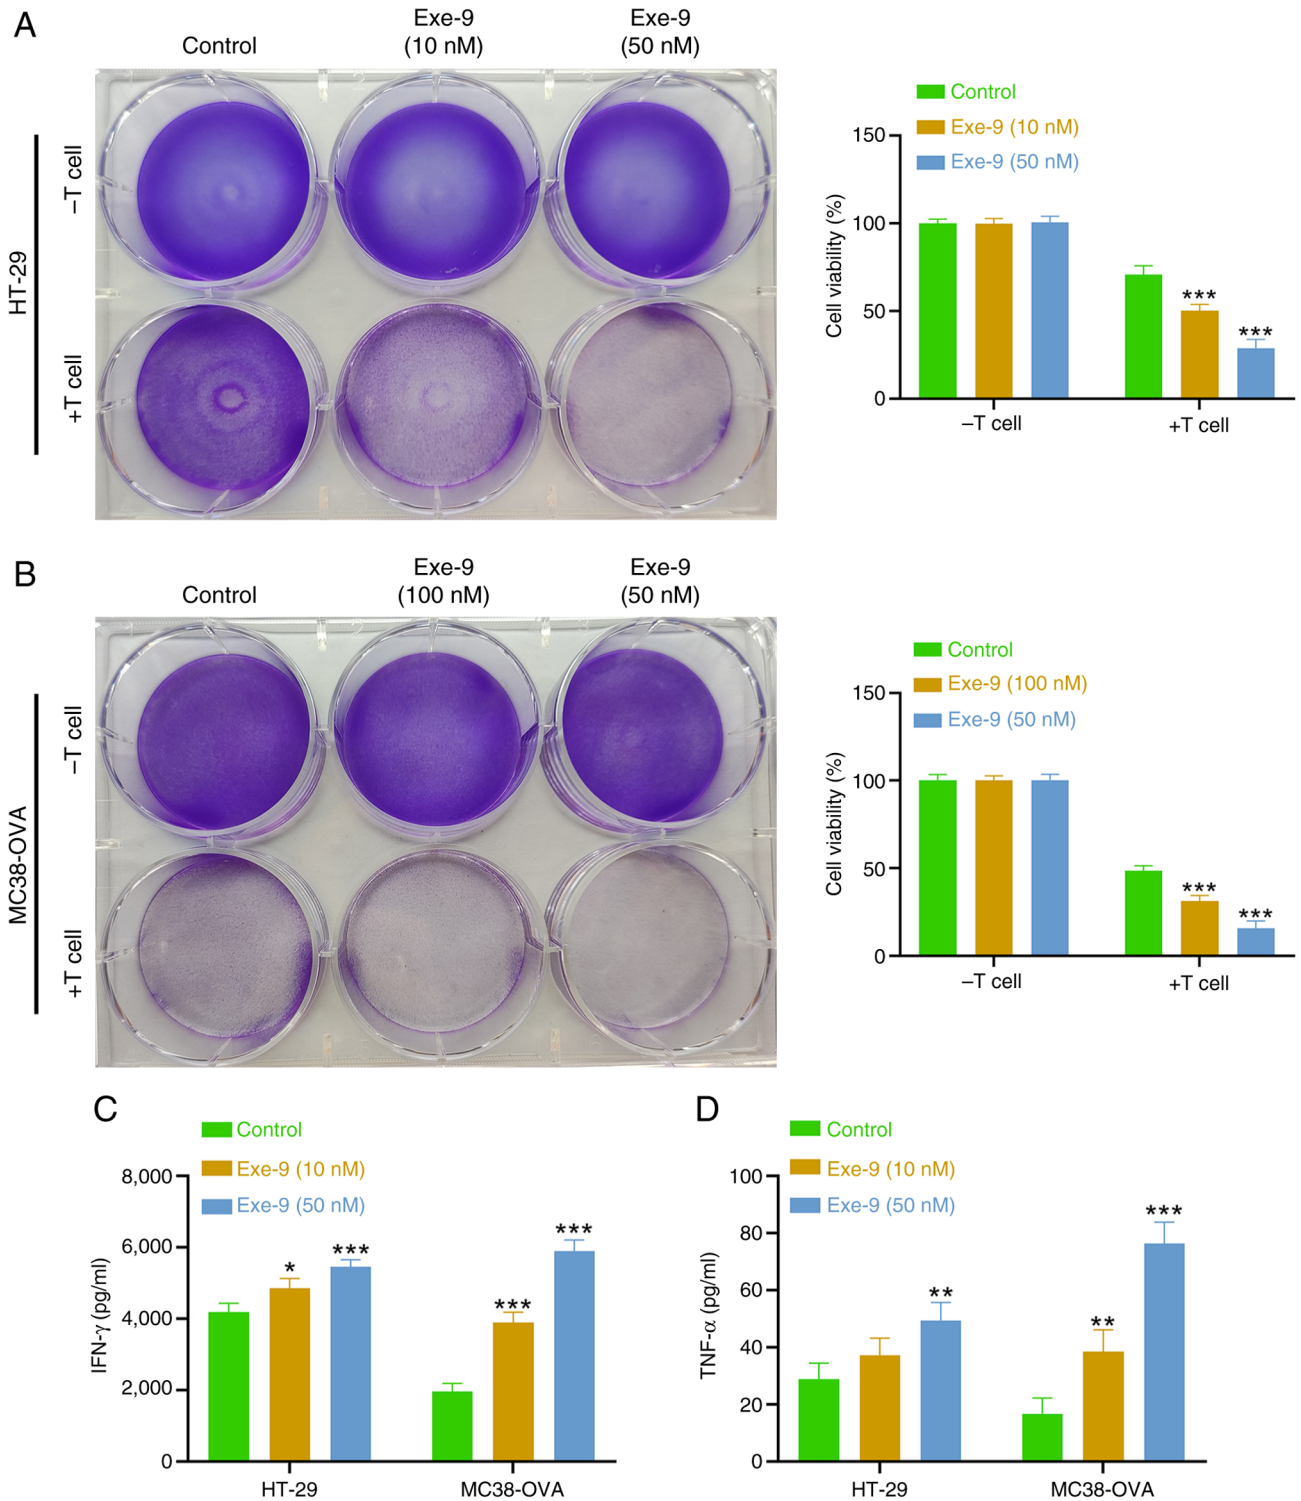 A
Control
Exe-9
(10 nM)
Exe-9
(50 nM)
HT-29
–T cell
+T cell
Control
Exe-9 (10 nM)
Exe-9 (50 nM)
Cell viability (%)
150
100
50
0
–T cell
+T cell
***
***
B
Control
Exe-9
(100 nM)
Exe-9
(50 nM)
MC38-OVA
–T cell
+T cell
Control
Exe-9 (100 nM)
Exe-9 (50 nM)
Cell viability (%)
150
100
50
0
–T cell
+T cell
***
***
C
Control
Exe-9 (10 nM)
Exe-9 (50 nM)
IFN-γ (pg/ml)
8,000
6,000
4,000
2,000
0
*
***
***
***
HT-29
MC38-OVA
D
Control
Exe-9 (10 nM)
Exe-9 (50 nM)
TNF-α (pg/ml)
100
80
60
40
20
0
**
**
***
HT-29
MC38-OVA